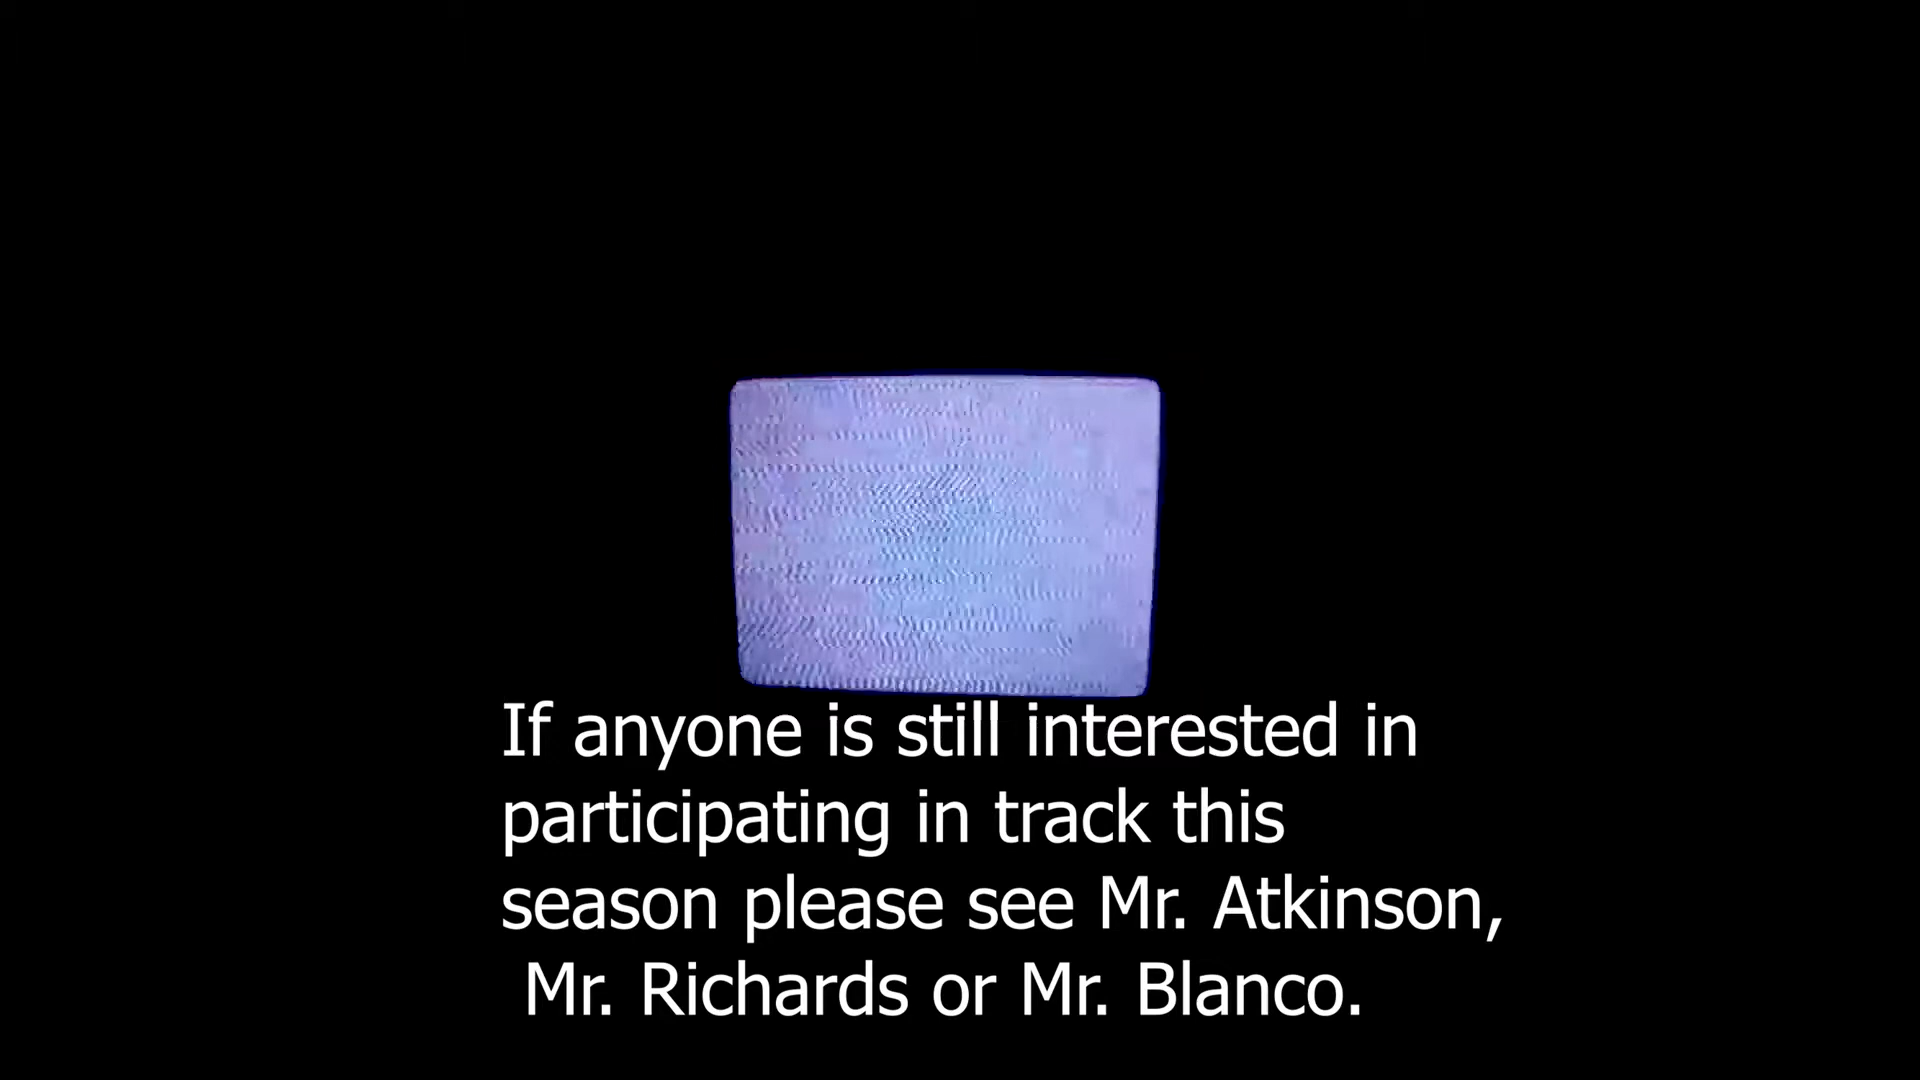 If anyone is still interested in
participating in track this
season please see Mr. Atkinson,
Mr. Richards or Mr. Blanco.